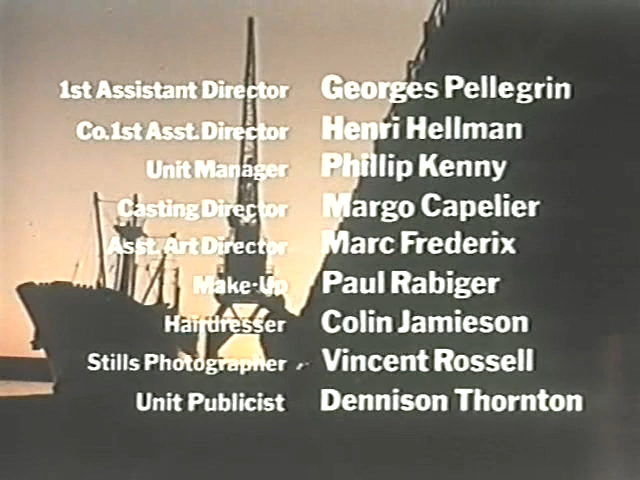 1st Assistant Director Georges Pellegrin
Co.1st Asst.Director Henri Hellman
Unit Manager Phillip Kenny
Casting Director Margo Capelier
Asst. Art Director Marc Frederix
Make-Up Paul Rabiger
Hairdresser Colin Jamieson
Stills Photographer Vincent Rossell
Unit Publicist Dennison Thornton